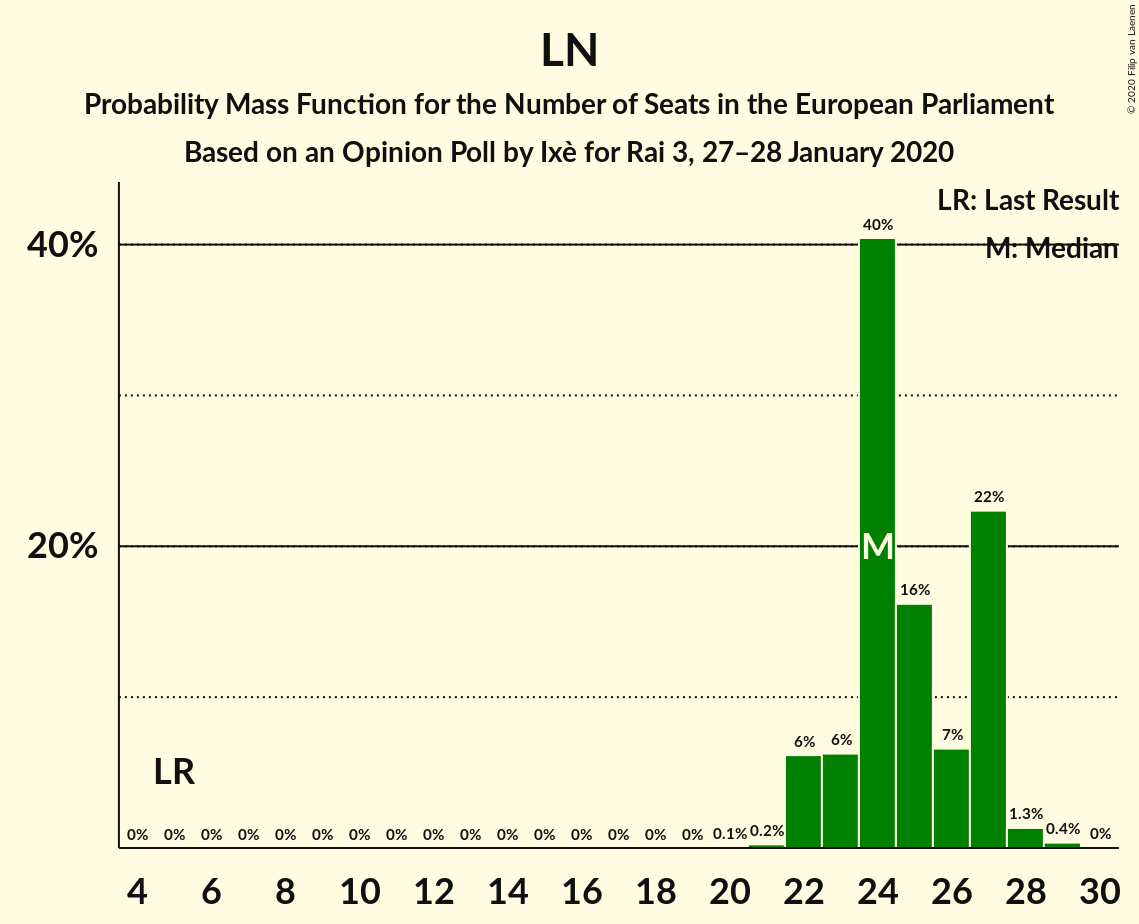 LN
Probability Mass Function for the Number of Seats in the European Parliament
Based on an Opinion Poll by Ixè for Rai 3, 27–28 January 2020
© 2020 Filip van Laenen
LR: Last Result
M: Median
40%
20%
40%
22%
M
16%
6% 6% 7%
LR
1.3%
0% 0% 0% 0% 0% 0% 0% 0% 0% 0% 0% 0% 0% 0% 0% 0% 0.1% 0.2% 0.4% 0%
4 6 8 10 12 14 16 18 20 22 24 26 28 30